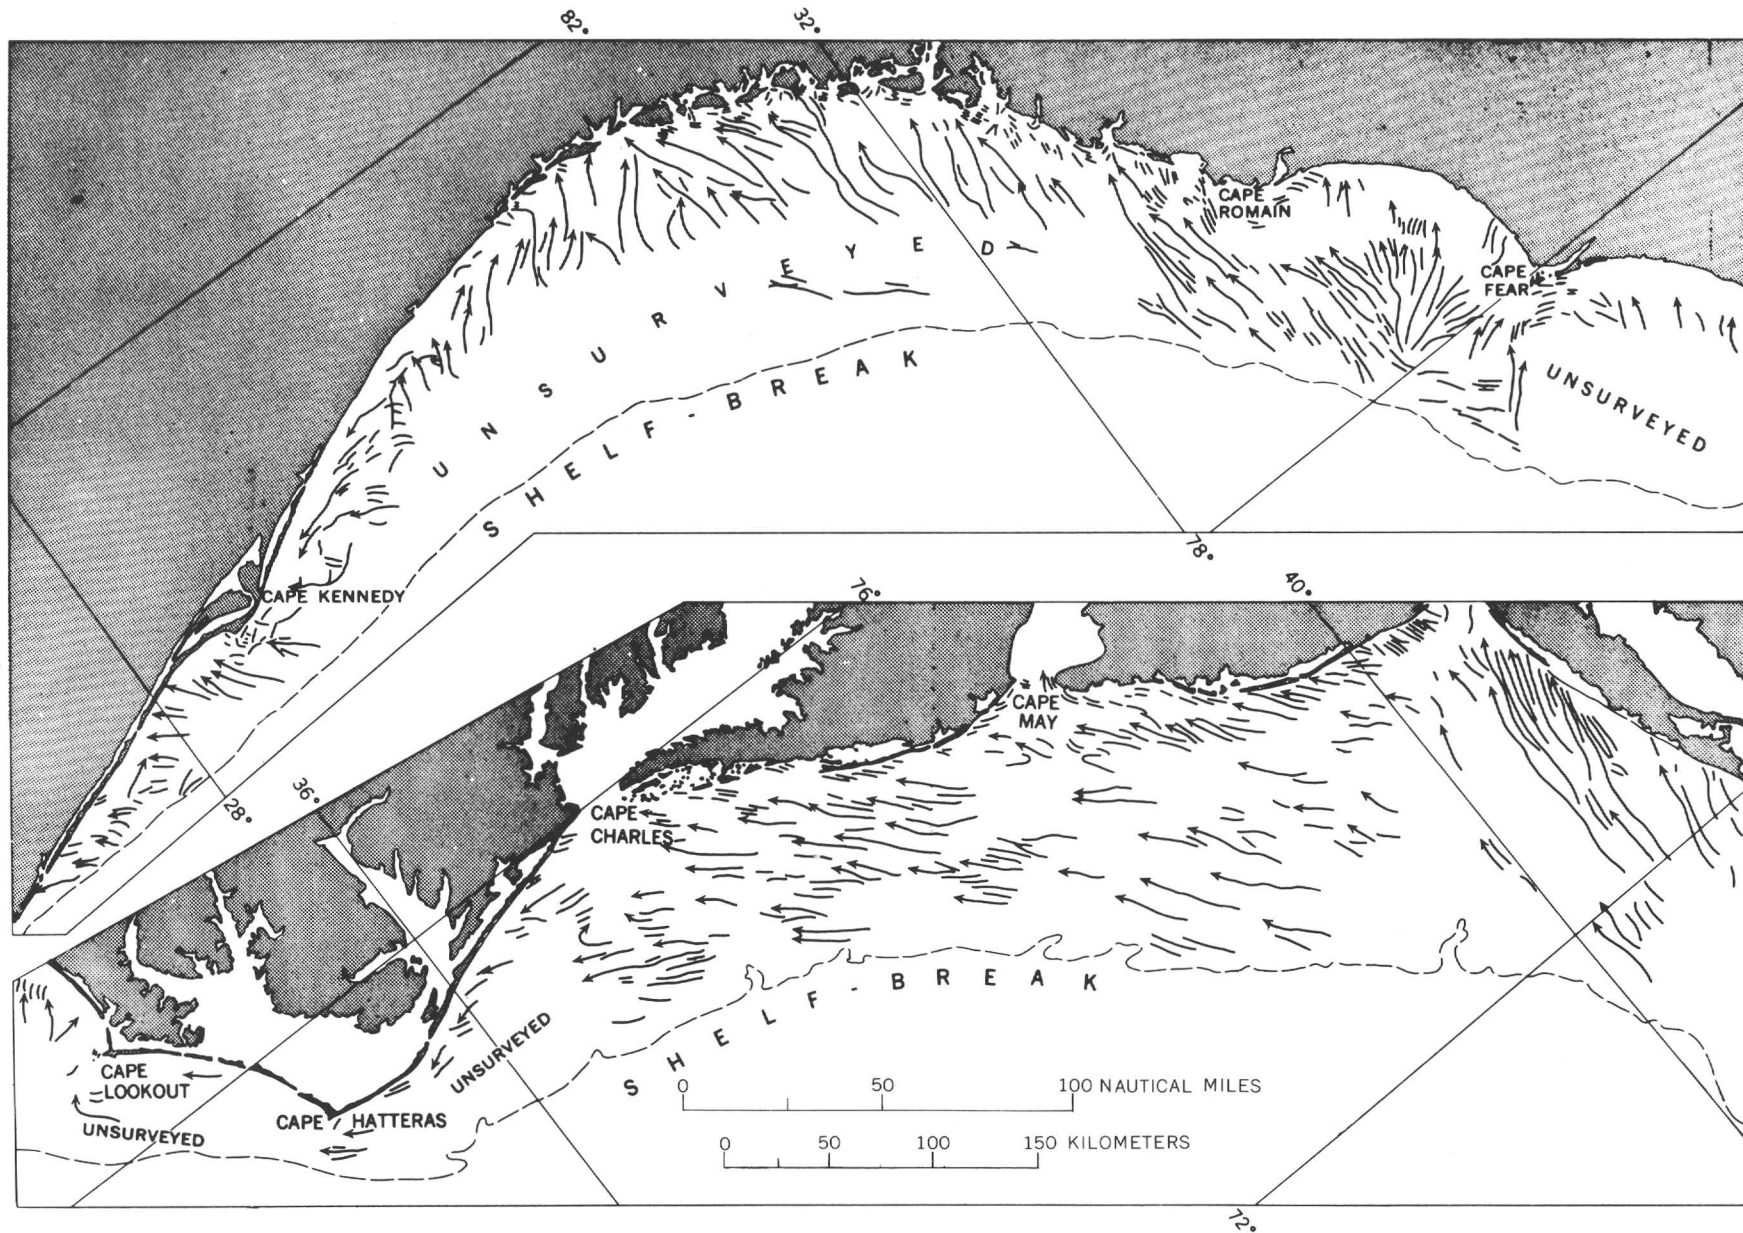 82°
32°
CAPE
ROMAIN
CAPE
FEAR
UNSURVEYED
UNSURVEYED
SHELF-BREAK
CAPE KENNEDY
78°
76°
40°
28°
36°
CAPE
MAY
CAPE
CHARLES
SHELF-BREAK
UNSURVEYED
CAPE
LOOKOUT
UNSURVEYED
CAPE HATTERAS
0 50 100 NAUTICAL MILES
0 50 100 150 KILOMETERS
72°